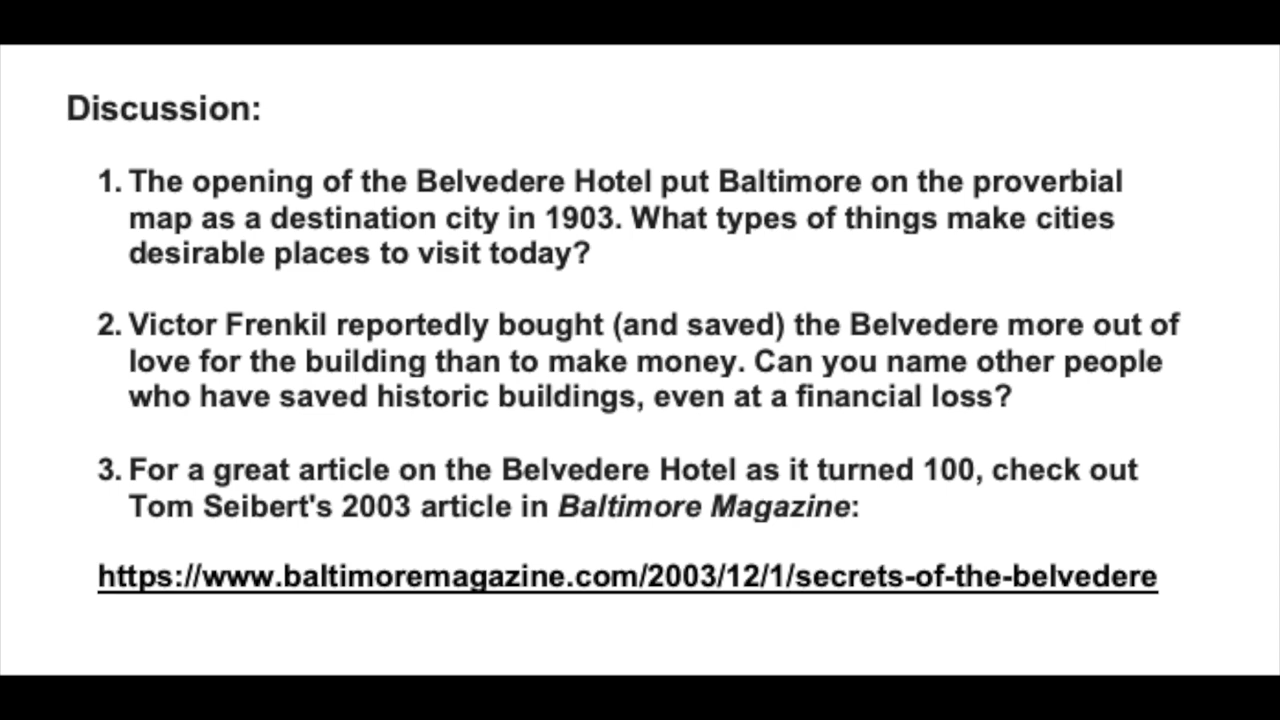 Discussion:
1. The opening of the Belvedere Hotel put Baltimore on the proverbial
map as a destination city in 1903. What types of things make cities
desirable places to visit today?
2. Victor Frenkil reportedly bought (and saved) the Belvedere more out of
love for the building than to make money. Can you name other people
who have saved historic buildings, even at a financial loss?
3. For a great article on the Belvedere Hotel as it turned 100, check out
Tom Seibert's 2003 article in Baltimore Magazine:
https://www.baltimoremagazine.com/2003/12/1/secrets-of-the-belvedere